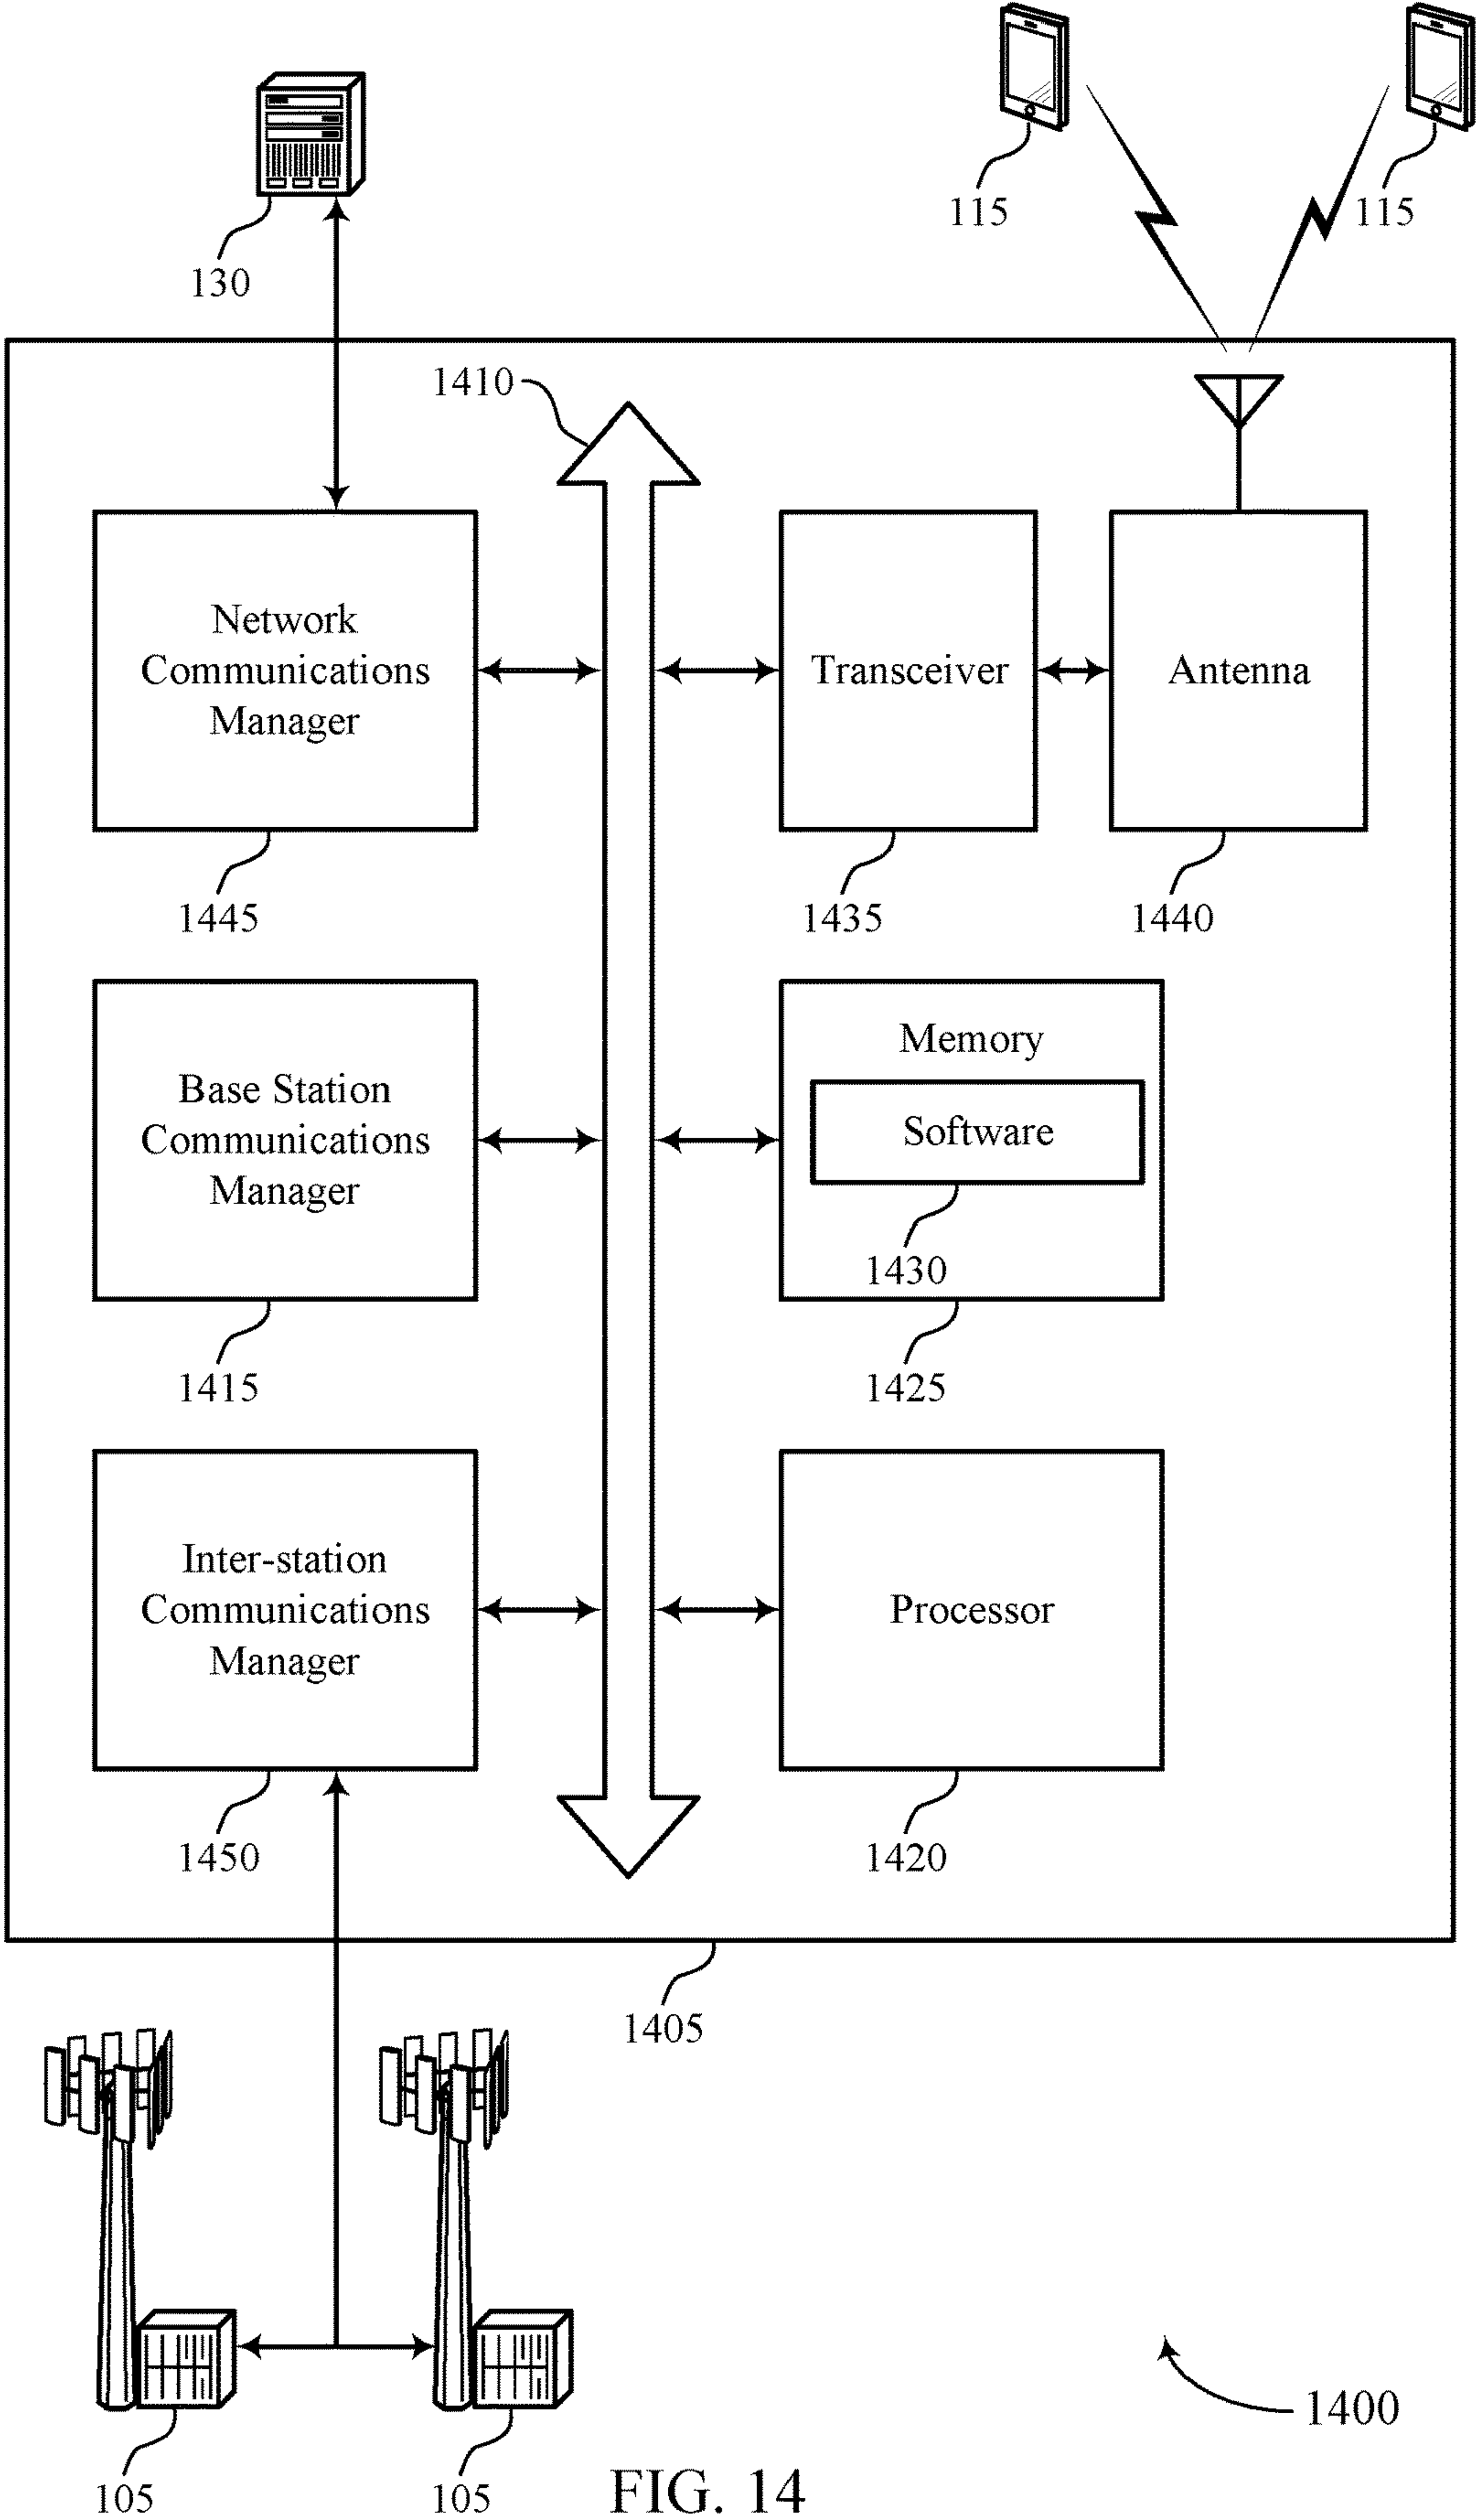 115
115
130
1410
Network
Communications
Manager
Transceiver
Antenna
1445
1435
1440
Base Station
Communications
Manager
Memory
Software
1430
1415
1425
Inter-station
Communications
Manager
Processor
1450
1420
1405
1400
105
105
FIG. 14